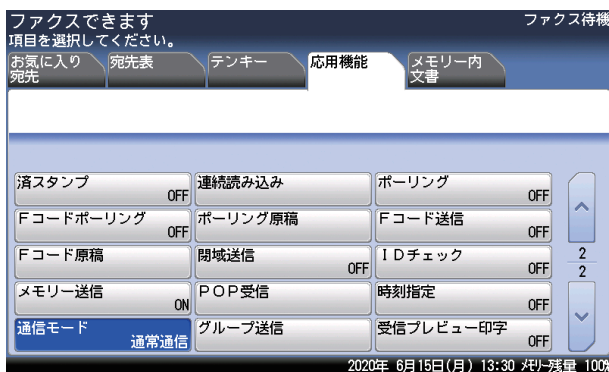 ファクスできます
ファクス待機
項目を選択してください。
お気に入り宛先
宛先表
テンキー
応用機能
メモリー内文書
済スタンプ OFF
連続読み込み
ポーリング OFF
Fコードポーリング OFF
ポーリング原稿
Fコード送信 OFF
Fコード原稿
閉域送信 OFF
IDチェック OFF
2
2
メモリー送信 ON
POP受信
時刻指定 OFF
通信モード 通常通信
グループ送信
受信プレビュー印字 OFF
2020年 6月15日(月) 13:30 メモリー残量 100%